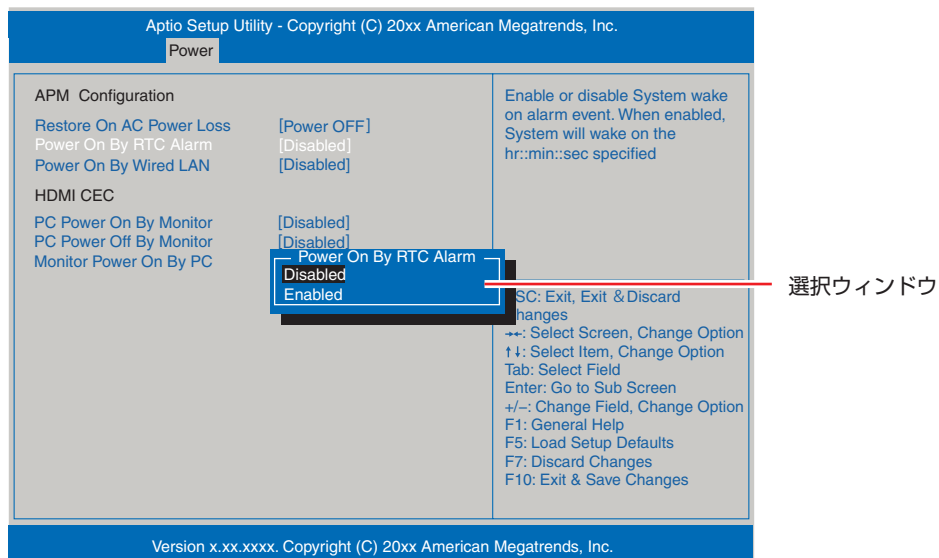 Aptio Setup Utility - Copyright (C) 20xx American Megatrends, Inc.
Power
APM Configuration
Restore On AC Power Loss [Power OFF]
Power On By RTC Alarm [Disabled]
Power On By Wired LAN [Disabled]
HDMI CEC
PC Power On By Monitor [Disabled]
PC Power Off By Monitor [Disabled]
Monitor Power On By PC
Power On By RTC Alarm
Disabled
Enabled
選択ウィンドウ
Enable or disable System wake
on alarm event. When enabled,
System will wake on the
hr::min::sec specified
SC: Exit, Exit & Discard
hanges
→←: Select Screen, Change Option
↑↓: Select Item, Change Option
Tab: Select Field
Enter: Go to Sub Screen
+/–: Change Field, Change Option
F1: General Help
F5: Load Setup Defaults
F7: Discard Changes
F10: Exit & Save Changes
Version x.xx.xxxx. Copyright (C) 20xx American Megatrends, Inc.